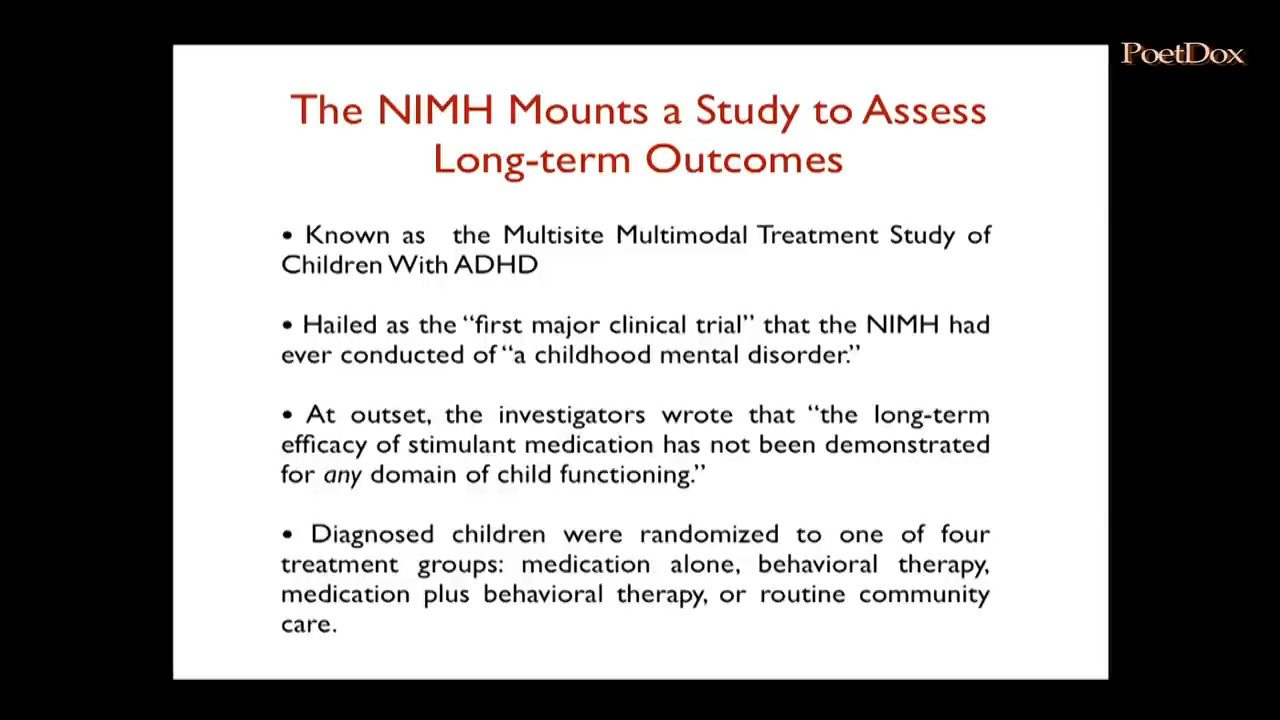 PoetDox
The NIMH Mounts a Study to Assess
Long-term Outcomes
• Known as the Multisite Multimodal Treatment Study of
Children With ADHD
• Hailed as the “first major clinical trial” that the NIMH had
ever conducted of “a childhood mental disorder.”
• At outset, the investigators wrote that “the long-term
efficacy of stimulant medication has not been demonstrated
for any domain of child functioning.”
• Diagnosed children were randomized to one of four
treatment groups: medication alone, behavioral therapy,
medication plus behavioral therapy, or routine community
care.